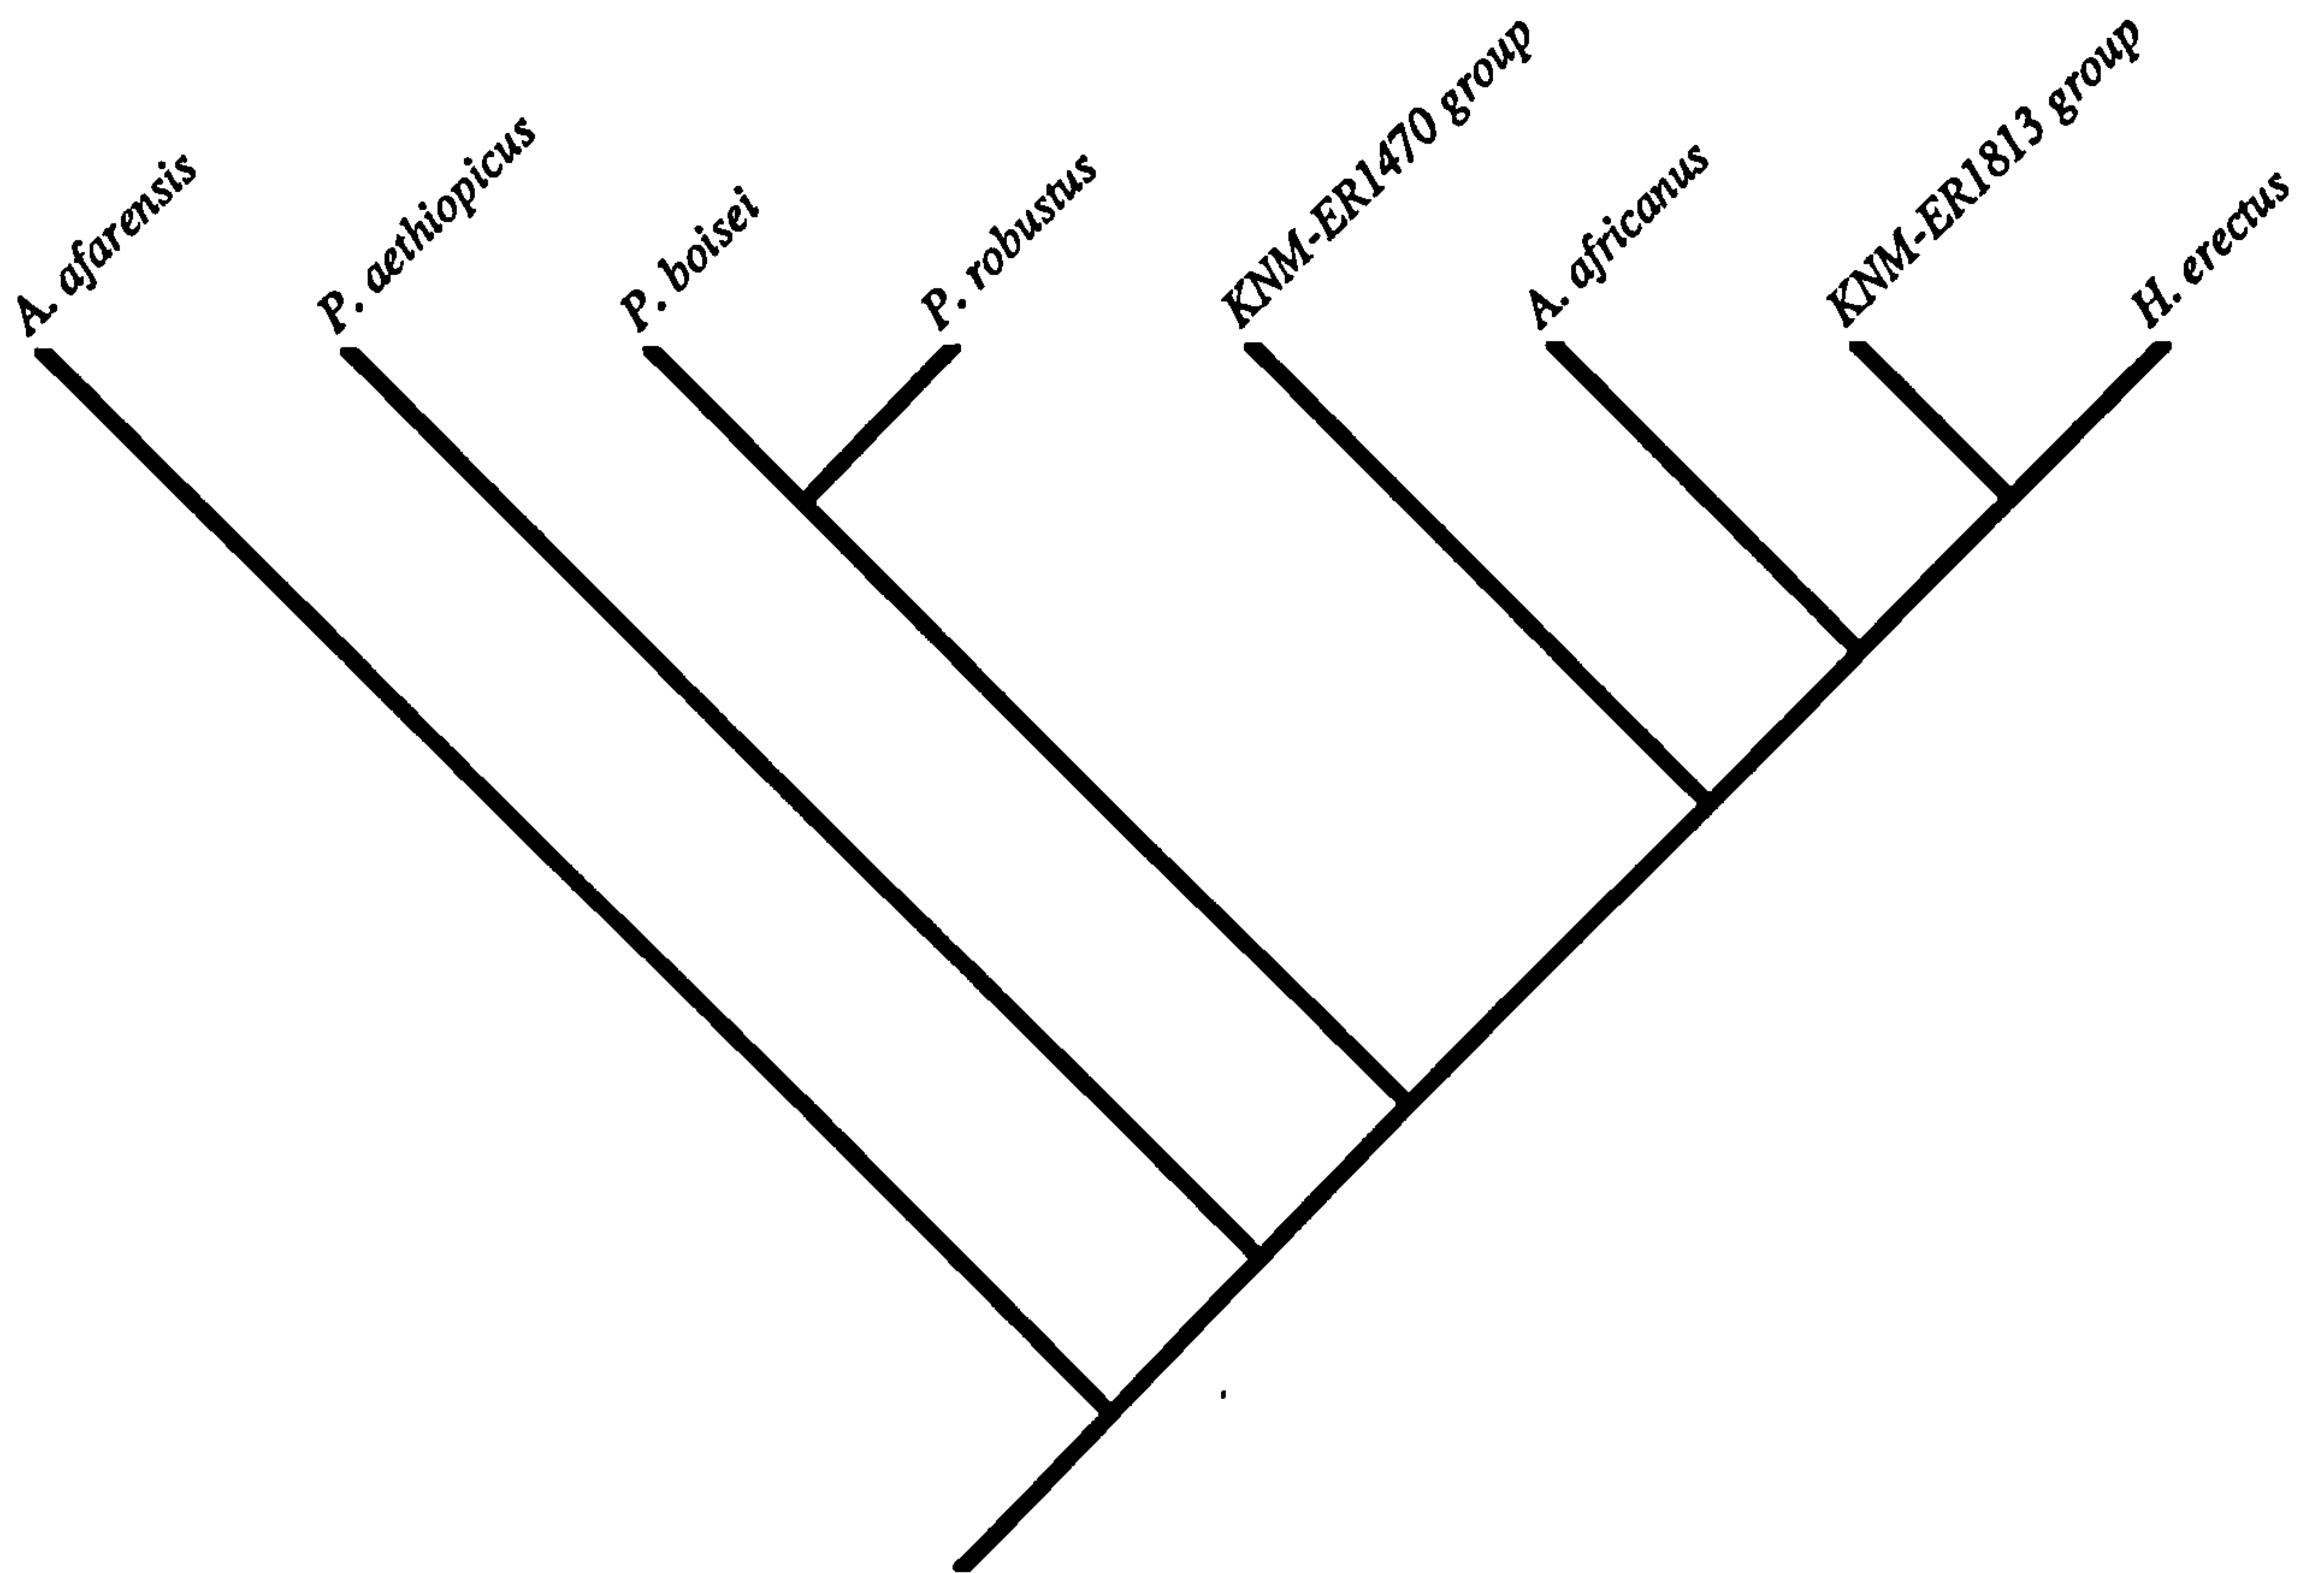 A. afarensis
P. aethiopicus
P. boisei
P. robustus
KNM-ER1470 group
A. africanus
KNM-ER1813 group
H. erectus